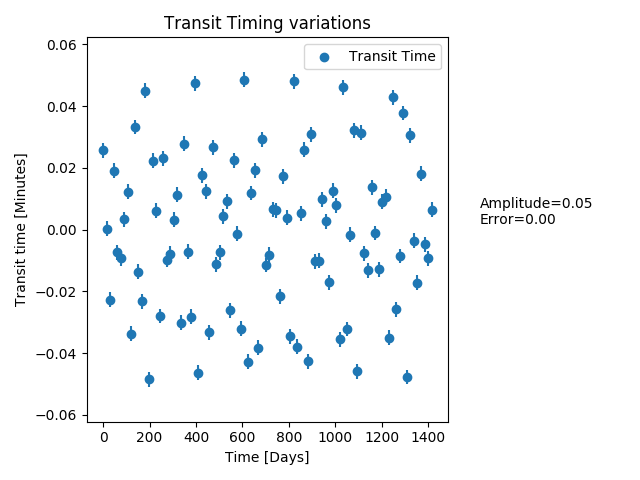 Transit Timing variations
Transit Time
Transit time [Minutes]
0.06
0.04
0.02
0.00
−0.02
−0.04
−0.06
0 200 400 600 800 1000 1200 1400
Time [Days]
Amplitude=0.05
Error=0.00